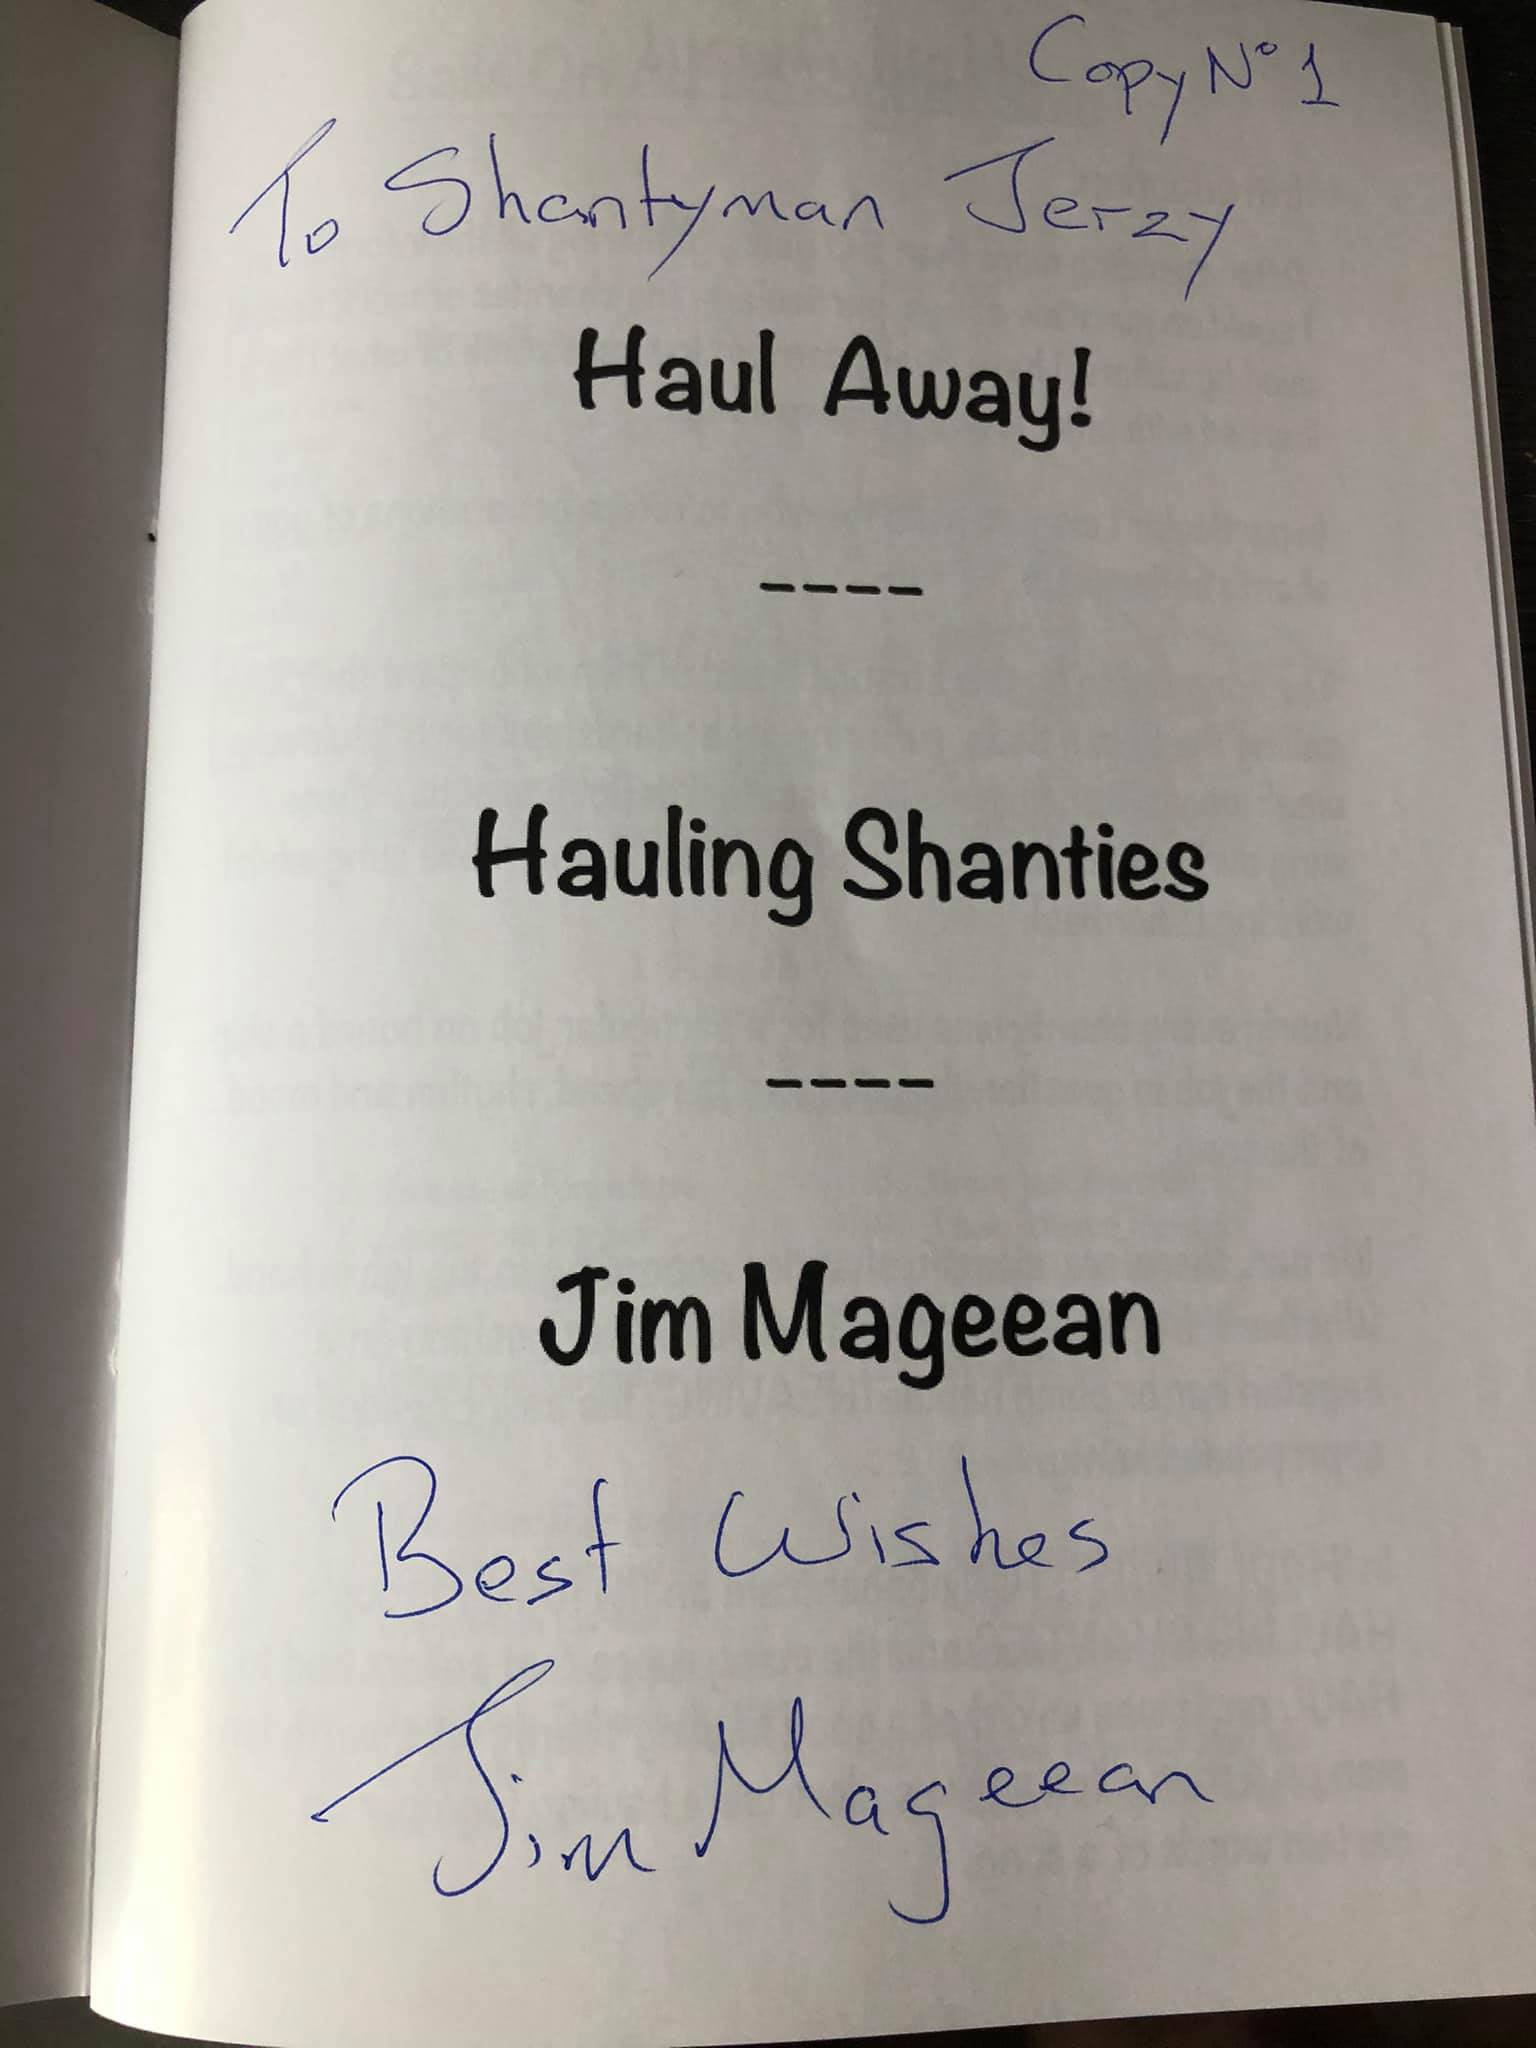 Copy N° 1
To Shantyman Jerzy
Haul Away!
----
Hauling Shanties
----
Jim Mageean
Best Wishes
Jim Mageean